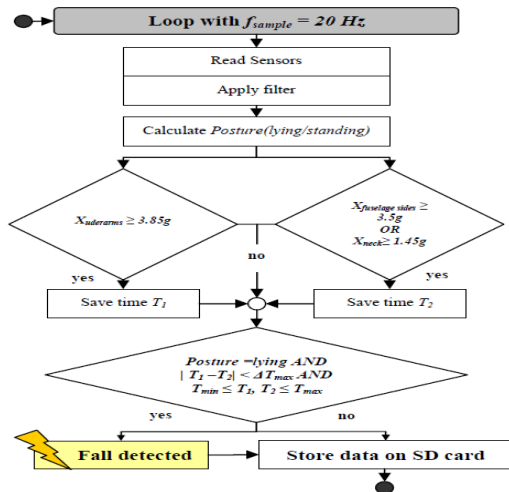 Loop with f_sample = 20 Hz
Read Sensors
Apply filter
Calculate Posture(lying/standing)
X_uderarms ≥ 3.85g
X_fuselage sides ≥
3.5g
OR
X_neck ≥ 1.45g
no
yes
yes
Save time T_1
Save time T_2
Posture =lying AND
| T_1 –T_2| < ΔT_max AND
T_min ≤ T_1, T_2 ≤ T_max
yes
no
Fall detected
Store data on SD card